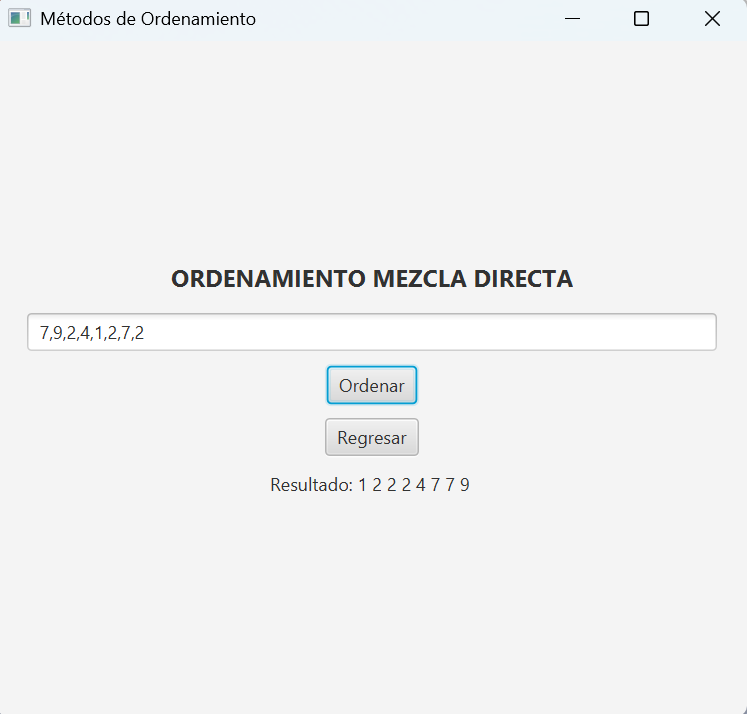 Métodos de Ordenamiento
ORDENAMIENTO MEZCLA DIRECTA
7,9,2,4,1,2,7,2
Ordenar
Regresar
Resultado: 1 2 2 2 4 7 7 9